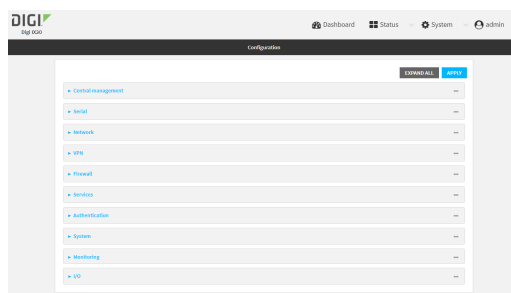 DIGI
Digi IX20
Dashboard Status System admin
Configuration
EXPAND ALL APPLY
Central management
Serial
Network
VPN
Firewall
Services
Authentication
System
Monitoring
I/O